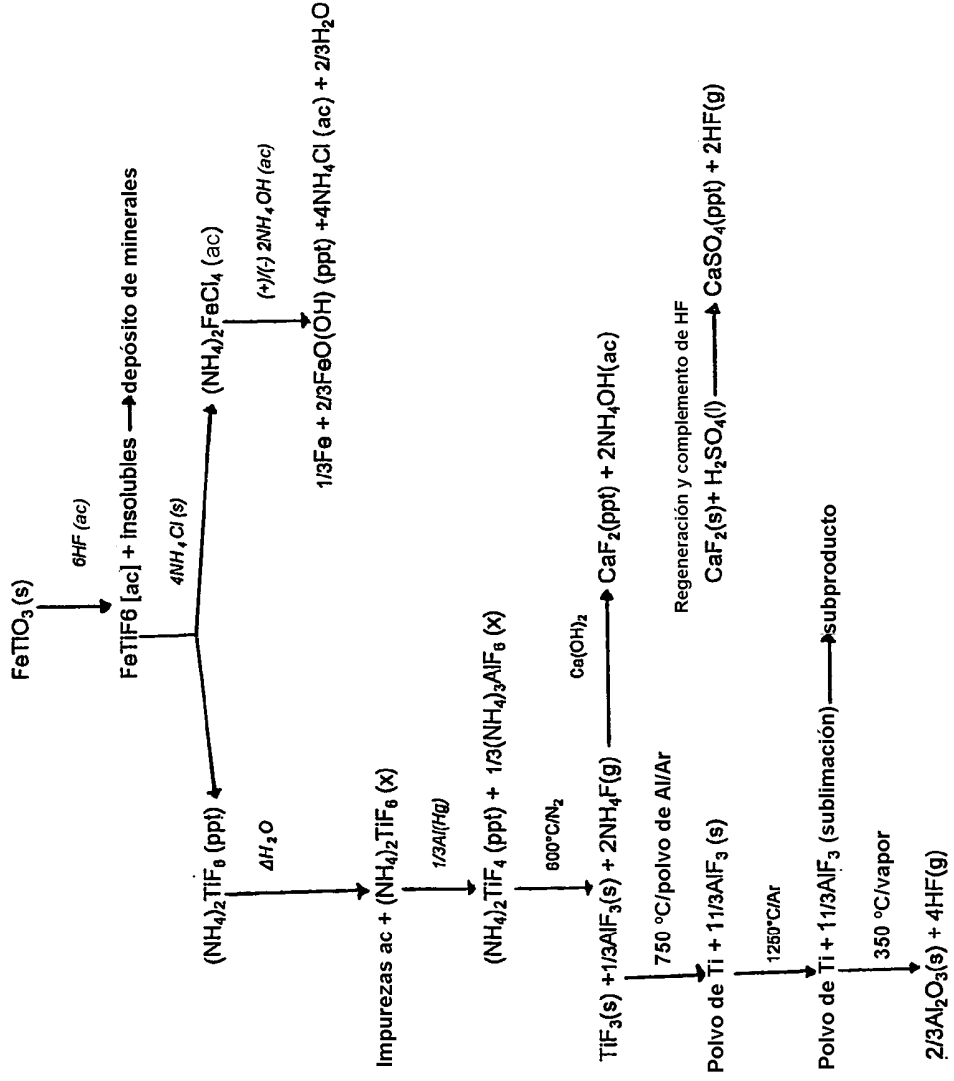 FeTiO3 (s)
6HF (ac)
FeTiF6 [ac] + insolubles → depósito de minerales
4NH4Cl (s)
(NH4)2TiF6 (ppt)
(NH4)2FeCl4 (ac)
ΔH2O
(+)/(-) 2NH4OH (ac)
Impurezas ac + (NH4)2TiF6 (x)
1/3Fe + 2/3FeO(OH) (ppt) +4NH4Cl (ac) + 2/3H2O
1/3Al(Hg)
(NH4)2TiF4 (ppt) + 1/3(NH4)3AlF6 (x)
600°C/N2
Ca(OH)2
TiF3(s) +1/3AlF3(s) + 2NH4F(g) → CaF2(ppt) + 2NH4OH(ac)
750 °C/polvo de Al/Ar
Regeneración y complemento de HF
Polvo de Ti + 11/3AlF3 (s)
CaF2(s)+ H2SO4(l) → CaSO4(ppt) + 2HF(g)
1250°C/Ar
Polvo de Ti + 11/3AlF3 (sublimación) → subproducto
350 °C/vapor
2/3Al2O3(s) + 4HF(g)